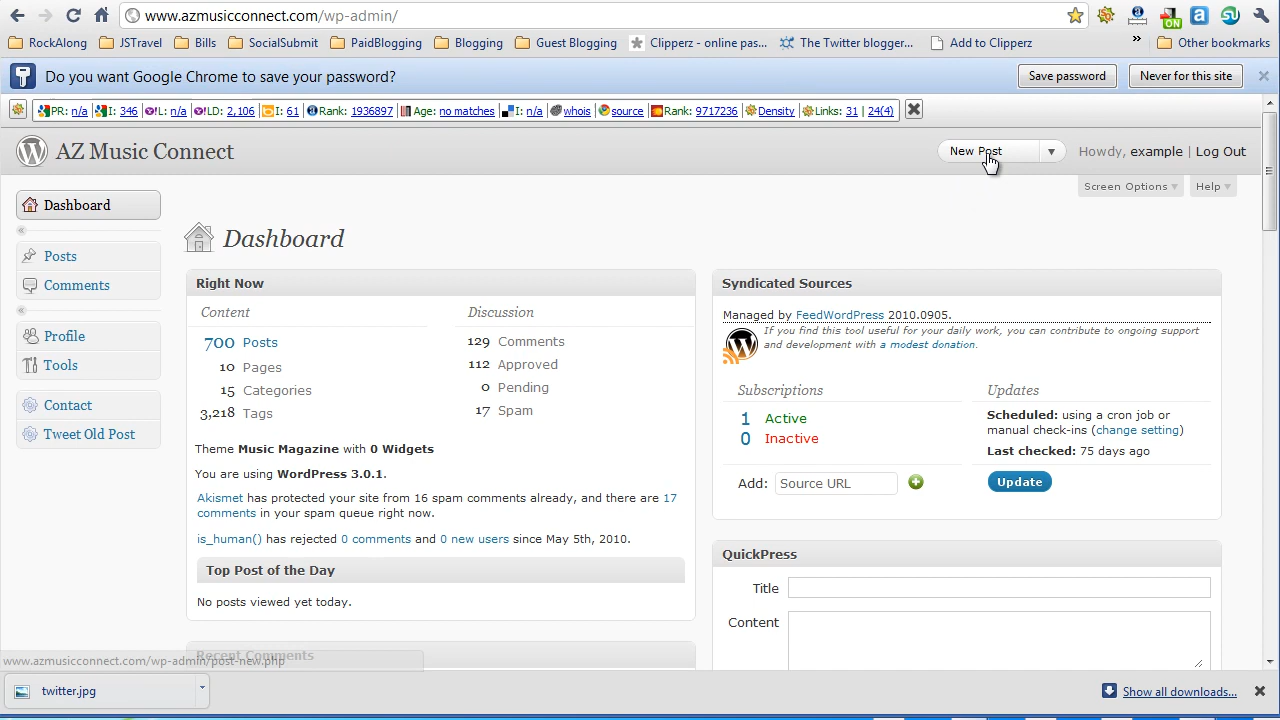 www.azmusicconnect.com/wp-admin/
RockAlong JSTravel Bills SocialSubmit PaidBlogging Blogging Guest Blogging Clipperz - online pas... The Twitter blogger... Add to Clipperz » Other bookmarks
Do you want Google Chrome to save your password? Save password Never for this site
PR: n/a I: 346 L: n/a LD: 2,106 I: 61 Rank: 1936897 Age: no matches I: n/a whois source Rank: 9717236 Density Links: 31 | 24(4)
AZ Music Connect New Post Howdy, example | Log Out
Screen Options Help
Dashboard
Posts
Comments
Profile
Tools
Contact
Tweet Old Post
Dashboard
Right Now
Content
700 Posts
10 Pages
15 Categories
3,218 Tags
Discussion
129 Comments
112 Approved
0 Pending
17 Spam
Theme Music Magazine with 0 Widgets
You are using WordPress 3.0.1.
Akismet has protected your site from 16 spam comments already, and there are 17
comments in your spam queue right now.
is_human() has rejected 0 comments and 0 new users since May 5th, 2010.
Top Post of the Day
No posts viewed yet today.
Recent Comments
Syndicated Sources
Managed by FeedWordPress 2010.0905.
If you find this tool useful for your daily work, you can contribute to ongoing support
and development with a modest donation.
Subscriptions
1 Active
0 Inactive
Updates
Scheduled: using a cron job or
manual check-ins (change setting)
Last checked: 75 days ago
Add: Source URL Update
QuickPress
Title
Content
www.azmusicconnect.com/wp-admin/post-new.php
twitter.jpg Show all downloads...